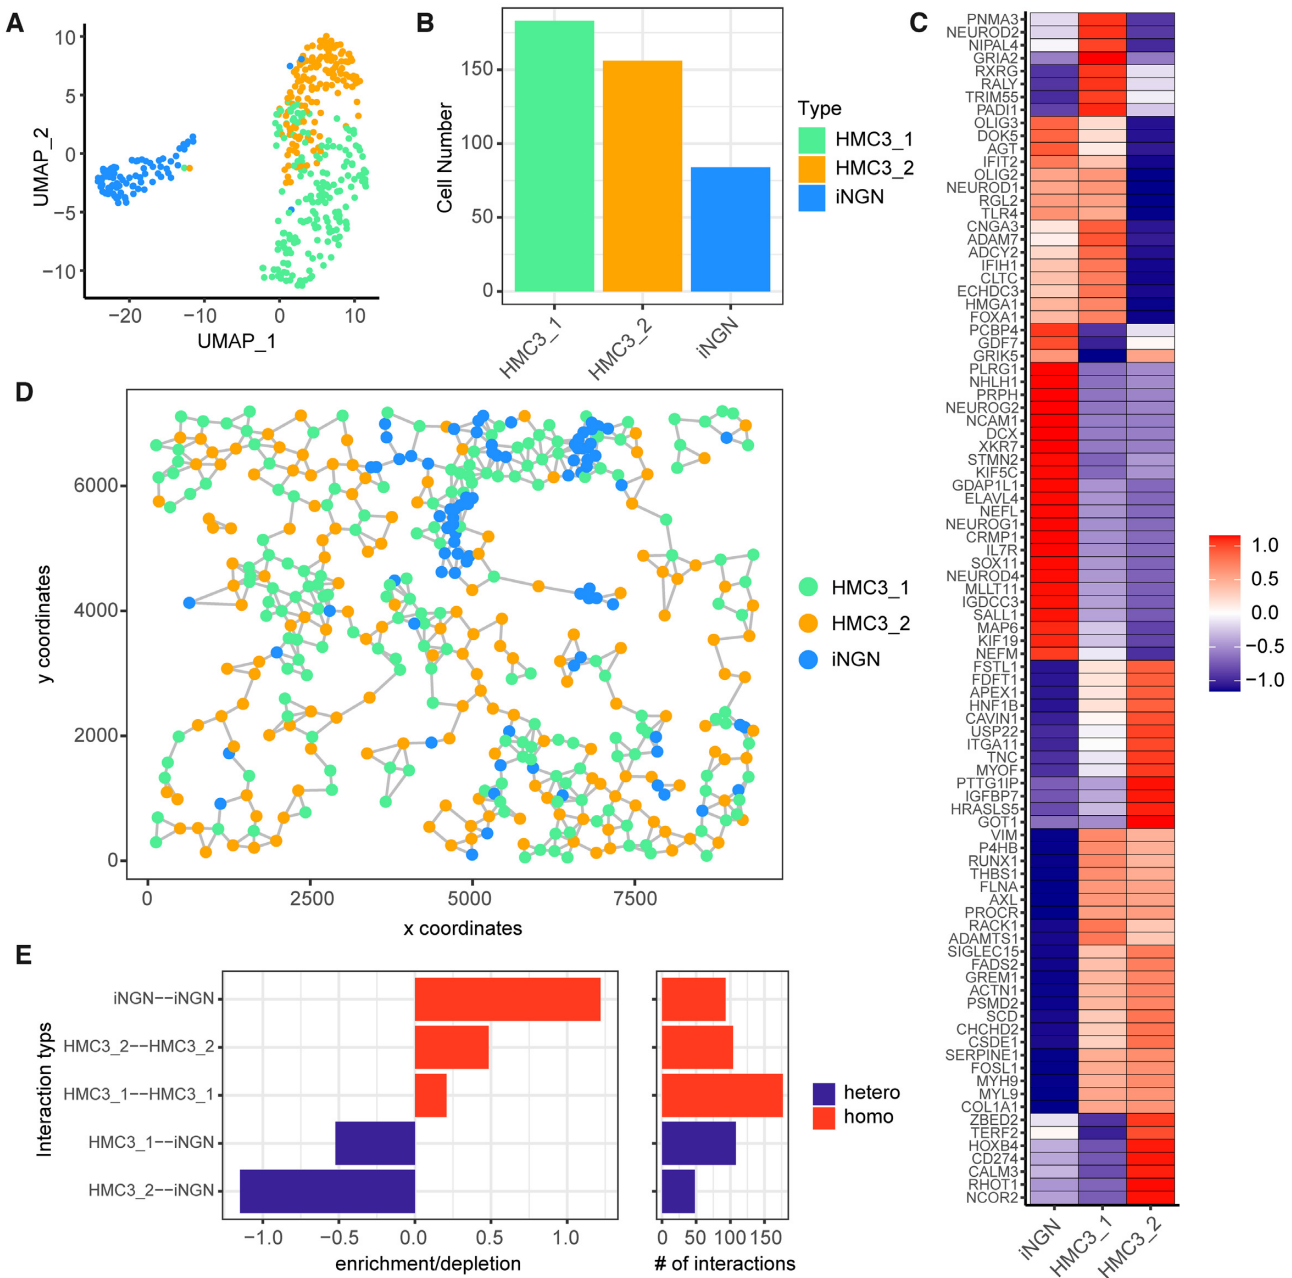 A
10
5
0
−5
−10
UMAP_2
−20
−10
0
10
UMAP_1
B
150
100
50
0
Cell Number
HMC3_1
HMC3_2
iNGN
Type
HMC3_1
HMC3_2
iNGN
C
PNMA3
NEUROD2
NIPAL4
GRIA2
RXRG
RALY
TRIM55
PADI1
OLIG3
DOK5
AGT
IFIT2
OLIG2
NEUROD1
RGL2
TLR4
CNGA3
ADAM7
ADCY2
IFIH1
CLTC
ECHDC3
HMGA1
FOXA1
PCBP4
GDF7
GRIK5
PLRG1
NHLH1
PRPH
NEUROG2
NCAM1
DCX
XKR7
STMN2
KIF5C
GDAP1L1
ELAVL4
NEFL
NEUROG1
CRMP1
IL7R
SOX11
NEUROD4
MLLT11
IGDCC3
SALL1
MAP6
KIF19
NEFM
FSTL1
FDFT1
APEX1
HNF1B
CAVIN1
USP22
ITGA11
TNC
MYOF
PTTG1IP
IGFBP7
HRASLS5
GOT1
VIM
P4HB
RUNX1
THBS1
FLNA
AXL
PROCR
RACK1
ADAMTS1
SIGLEC15
FADS2
GREM1
ACTN1
PSMD2
SCD
CHCHD2
CSDE1
SERPINE1
FOSL1
MYH9
MYL9
COL1A1
ZBED2
TERF2
HOXB4
CD274
CALM3
RHOT1
NCOR2
iNGN
HMC3_1
HMC3_2
1.0
0.5
0.0
−0.5
−1.0
D
6000
4000
2000
0
y coordinates
0
2500
5000
7500
x coordinates
HMC3_1
HMC3_2
iNGN
E
Interaction typs
iNGN−−iNGN
HMC3_2−−HMC3_2
HMC3_1−−HMC3_1
HMC3_1−−iNGN
HMC3_2−−iNGN
−1.0
−0.5
0.0
0.5
1.0
enrichment/depletion
0
50
100
150
# of interactions
hetero
homo